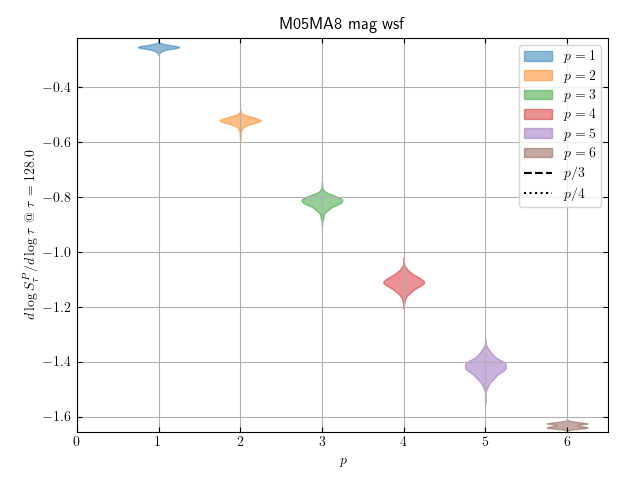 M05MA8 mag wsf
d log S_τ^P / d log τ @ τ = 128.0
−0.4
−0.6
−0.8
−1.0
−1.2
−1.4
−1.6
0 1 2 3 4 5 6
p
p = 1
p = 2
p = 3
p = 4
p = 5
p = 6
p/3
p/4